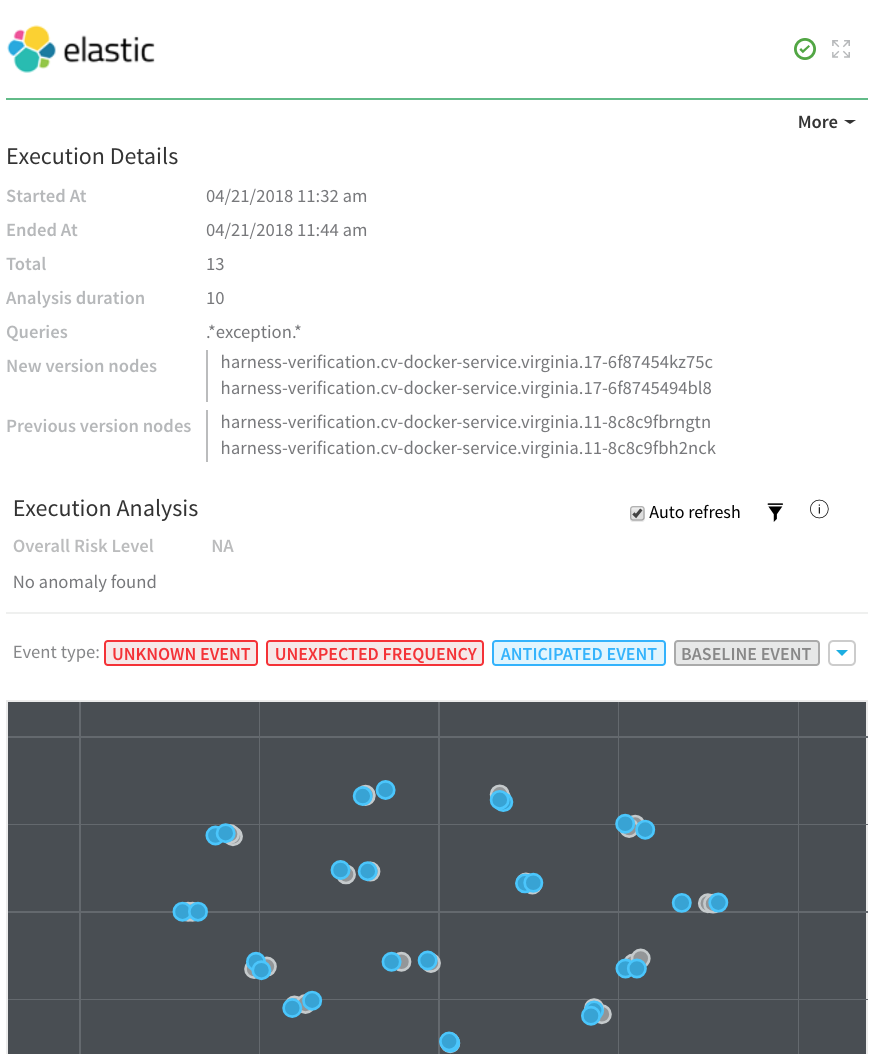 elastic
More
Execution Details
Started At 04/21/2018 11:32 am
Ended At 04/21/2018 11:44 am
Total 13
Analysis duration 10
Queries .*exception.*
New version nodes harness-verification.cv-docker-service.virginia.17-6f87454kz75c
harness-verification.cv-docker-service.virginia.17-6f8745494bl8
Previous version nodes harness-verification.cv-docker-service.virginia.11-8c8c9fbrngtn
harness-verification.cv-docker-service.virginia.11-8c8c9fbh2nck
Execution Analysis Auto refresh
Overall Risk Level NA
No anomaly found
Event type: UNKNOWN EVENT UNEXPECTED FREQUENCY ANTICIPATED EVENT BASELINE EVENT